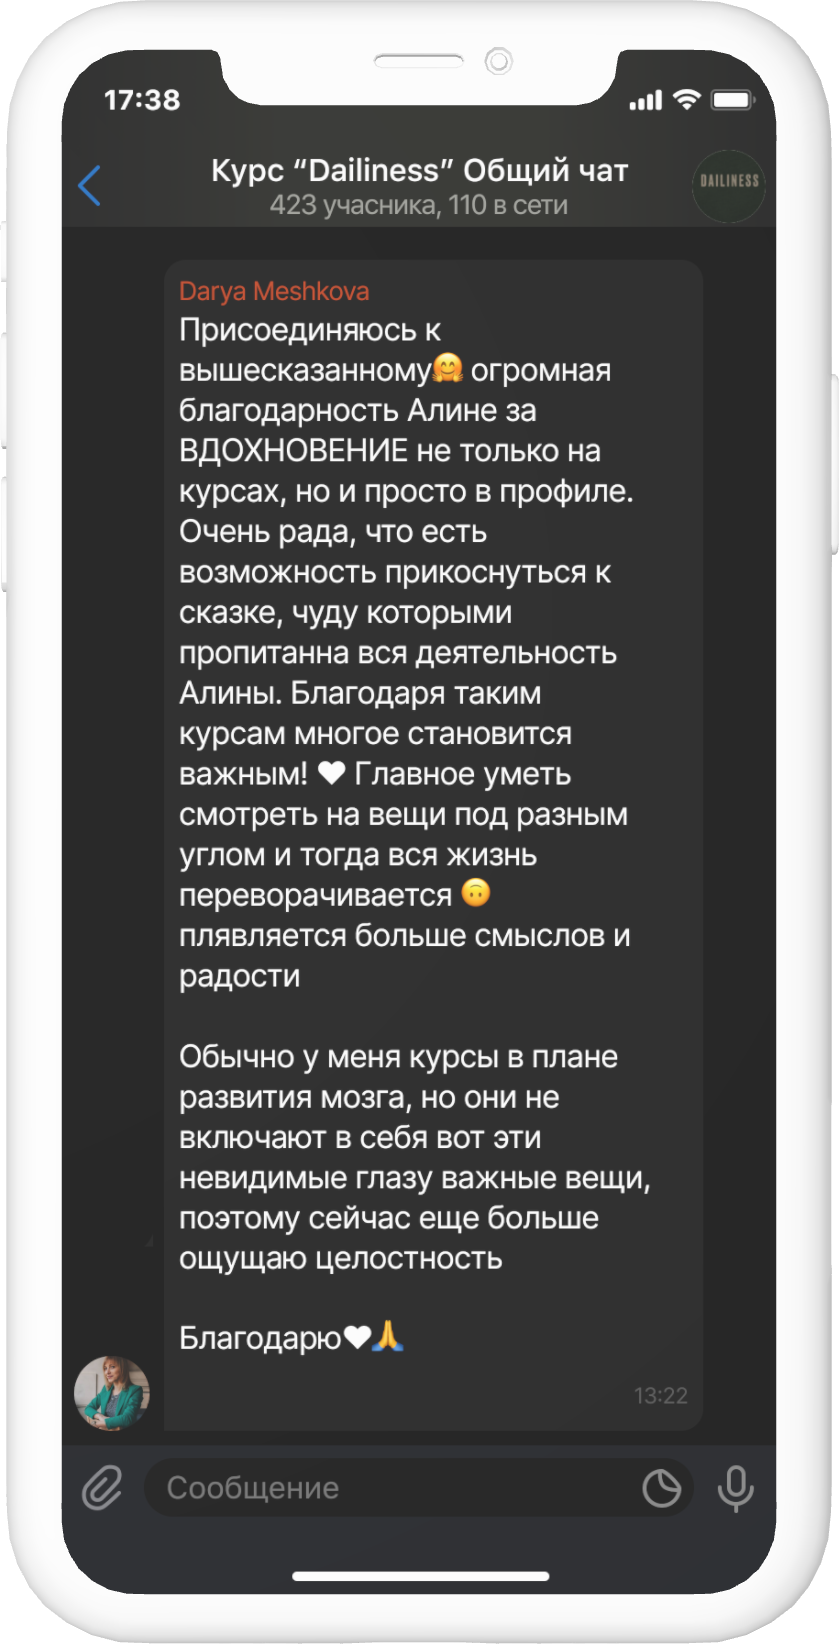 17:38
Курс “Dailiness” Общий чат
423 учасника, 110 в сети
DAILINESS
Darya Meshkova
Присоединяюсь к
вышесказанному🤗 огромная
благодарность Алине за
ВДОХНОВЕНИЕ не только на
курсах, но и просто в профиле.
Очень рада, что есть
возможность прикоснуться к
сказке, чуду которыми
пропитанна вся деятельность
Алины. Благодаря таким
курсам многое становится
важным! ♥ Главное уметь
смотреть на вещи под разным
углом и тогда вся жизнь
переворачивается 🙃
плявляется больше смыслов и
радости
Обычно у меня курсы в плане
развития мозга, но они не
включают в себя вот эти
невидимые глазу важные вещи,
поэтому сейчас еще больше
ощущаю целостность
Благодарю♥🙏
13:22
Сообщение